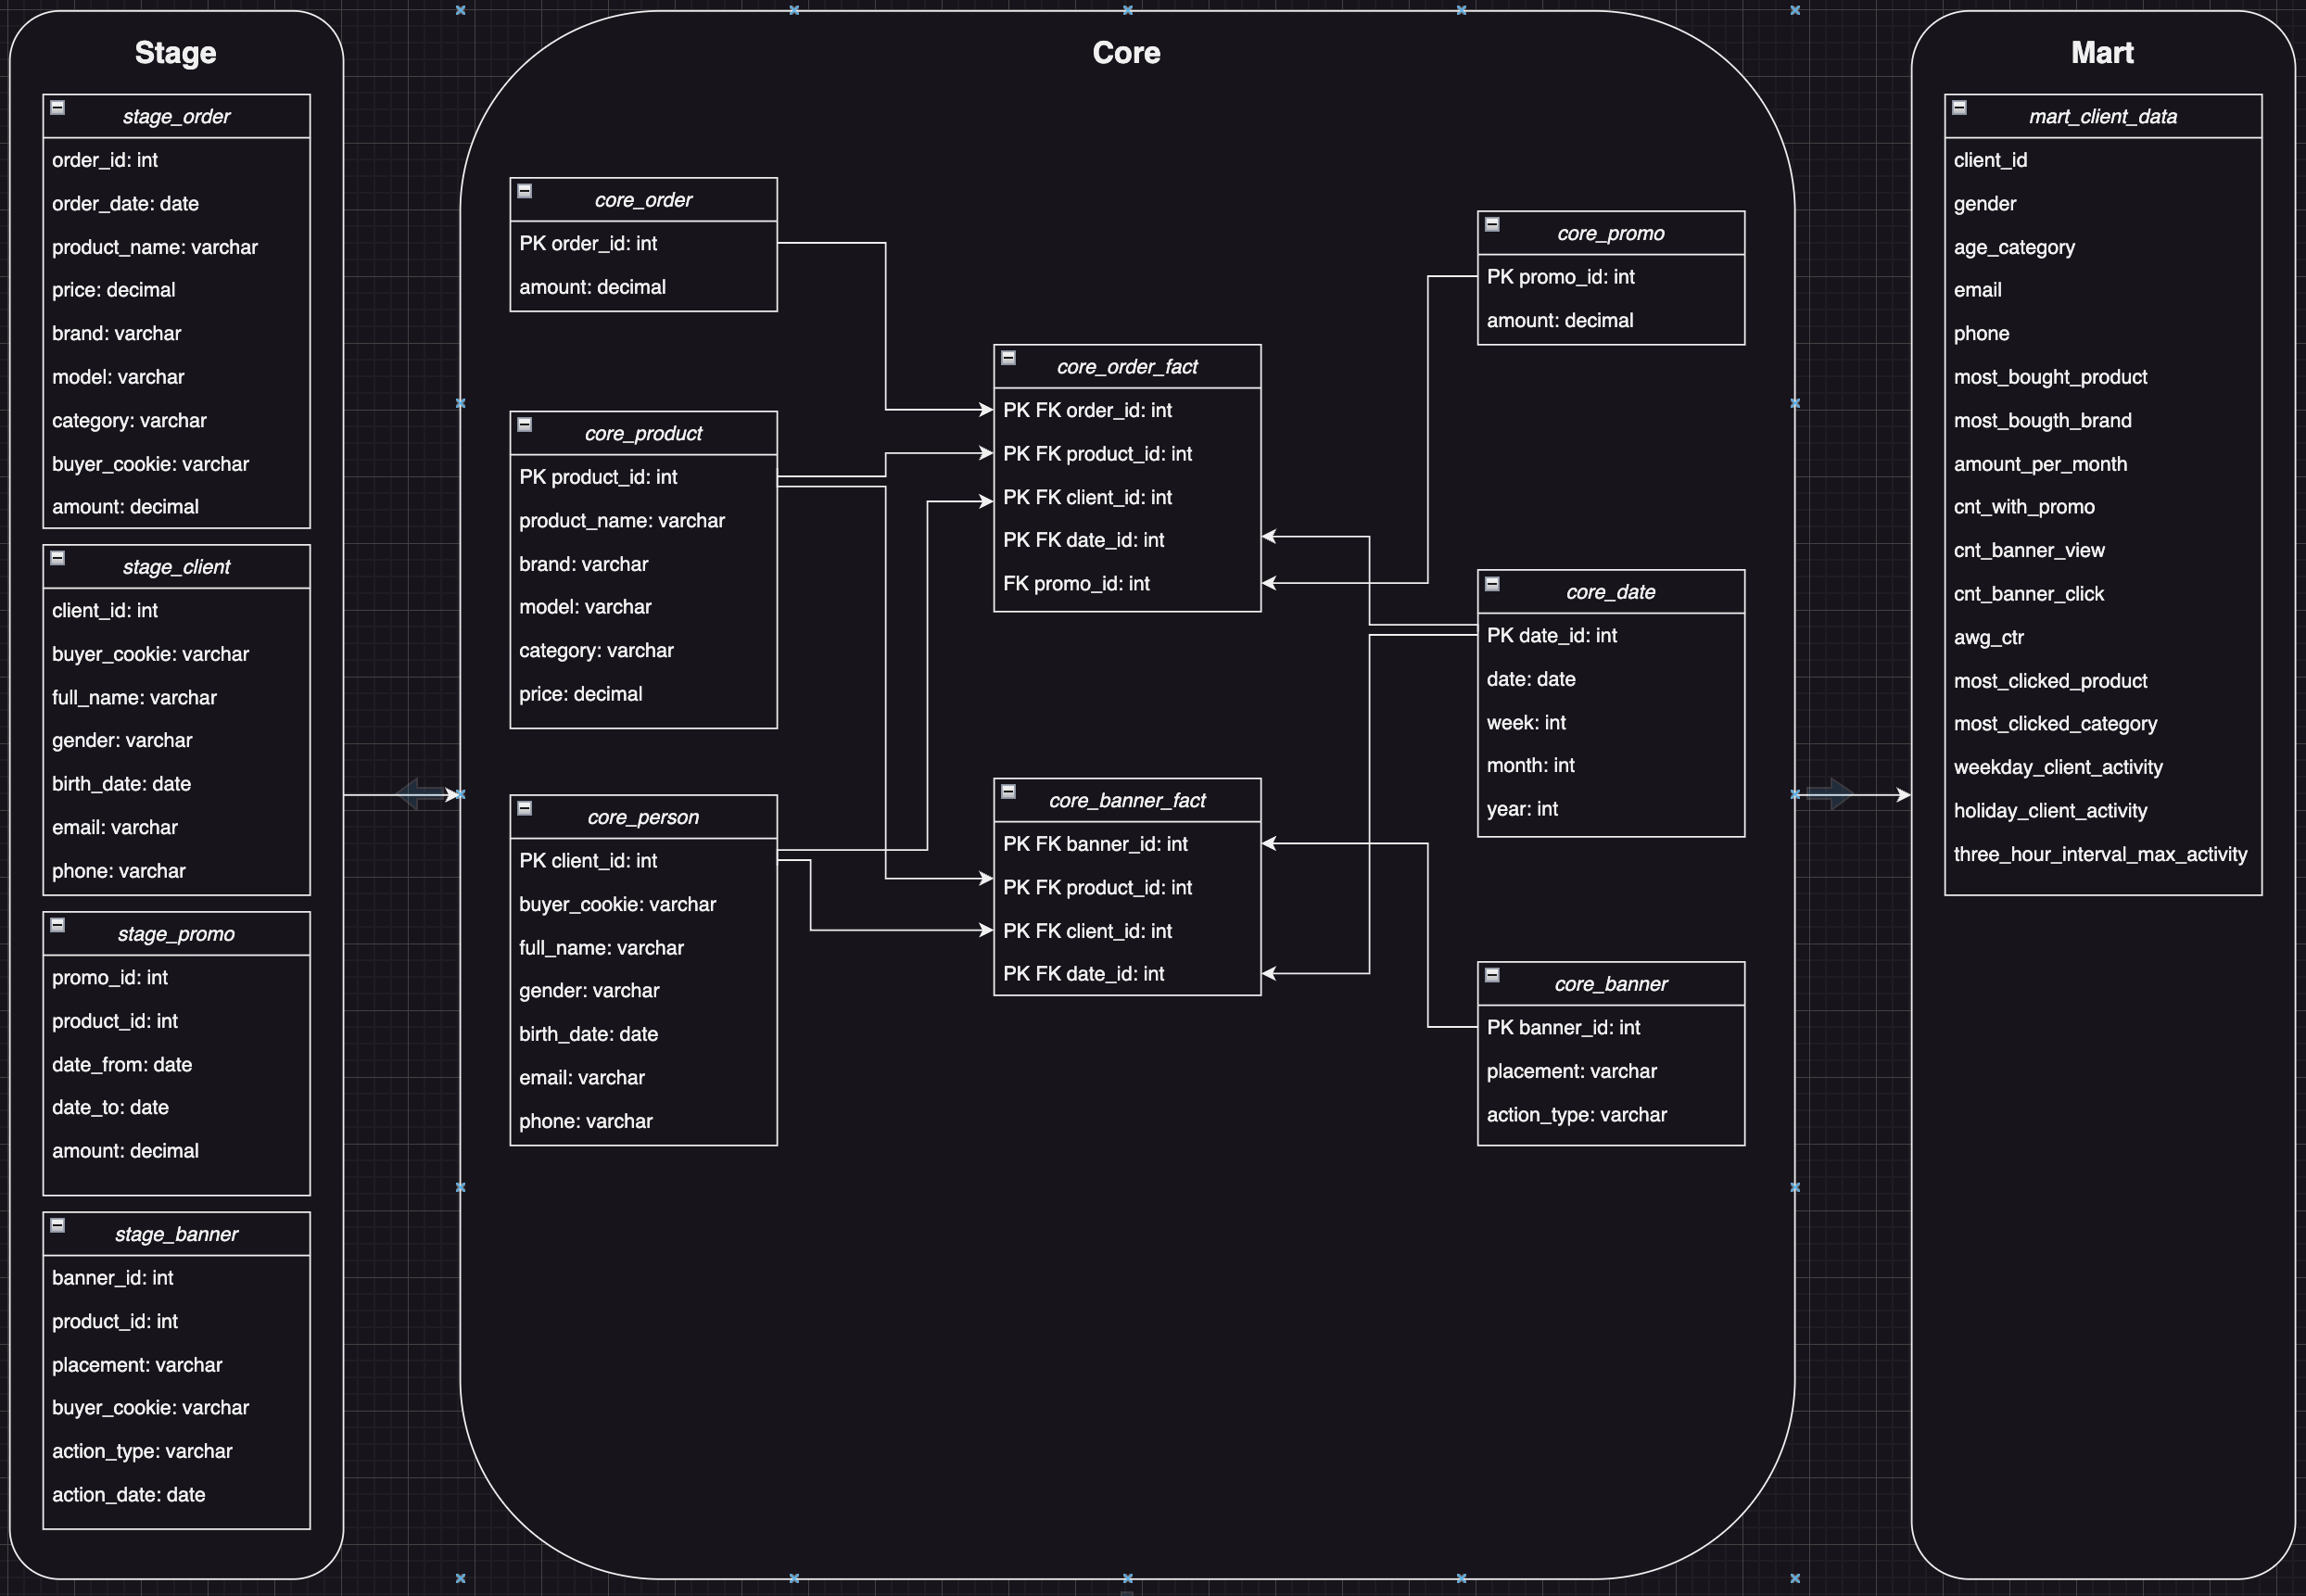 Stage
stage_order
order_id: int
order_date: date
product_name: varchar
price: decimal
brand: varchar
model: varchar
category: varchar
buyer_cookie: varchar
amount: decimal
stage_client
client_id: int
buyer_cookie: varchar
full_name: varchar
gender: varchar
birth_date: date
email: varchar
phone: varchar
stage_promo
promo_id: int
product_id: int
date_from: date
date_to: date
amount: decimal
stage_banner
banner_id: int
product_id: int
placement: varchar
buyer_cookie: varchar
action_type: varchar
action_date: date
Core
core_order
PK order_id: int
amount: decimal
core_product
PK product_id: int
product_name: varchar
brand: varchar
model: varchar
category: varchar
price: decimal
core_person
PK client_id: int
buyer_cookie: varchar
full_name: varchar
gender: varchar
birth_date: date
email: varchar
phone: varchar
core_order_fact
PK FK order_id: int
PK FK product_id: int
PK FK client_id: int
PK FK date_id: int
FK promo_id: int
core_banner_fact
PK FK banner_id: int
PK FK product_id: int
PK FK client_id: int
PK FK date_id: int
core_promo
PK promo_id: int
amount: decimal
core_date
PK date_id: int
date: date
week: int
month: int
year: int
core_banner
PK banner_id: int
placement: varchar
action_type: varchar
Mart
mart_client_data
client_id
gender
age_category
email
phone
most_bought_product
most_bougth_brand
amount_per_month
cnt_with_promo
cnt_banner_view
cnt_banner_click
awg_ctr
most_clicked_product
most_clicked_category
weekday_client_activity
holiday_client_activity
three_hour_interval_max_activity